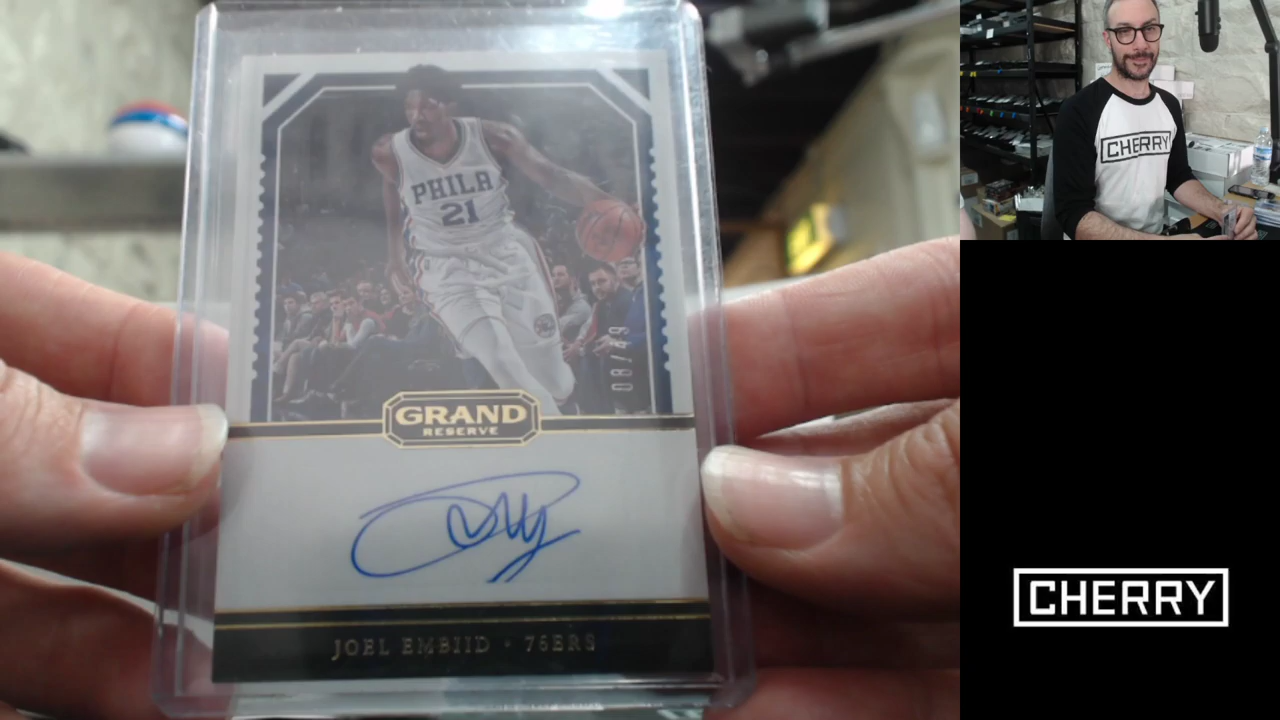 PHILA
21
08/49
GRAND
RESERVE
JOEL EMBIID · 76ERS
CHERRY
CHERRY